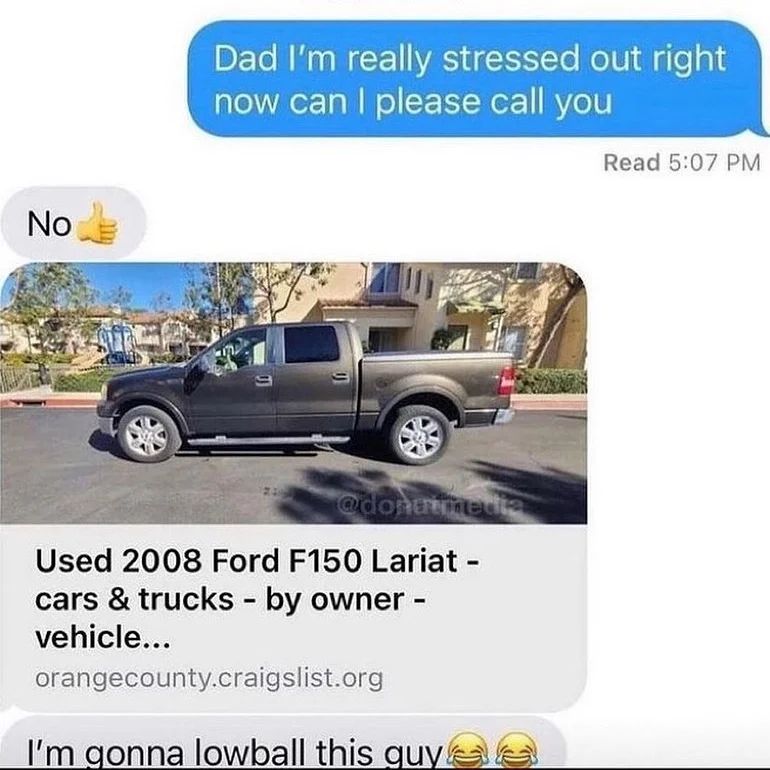 Dad I'm really stressed out right
now can I please call you
Read 5:07 PM
No👍
@donutmedia
Used 2008 Ford F150 Lariat -
cars & trucks - by owner -
vehicle...
orangecounty.craigslist.org
I'm gonna lowball this guy😂😂